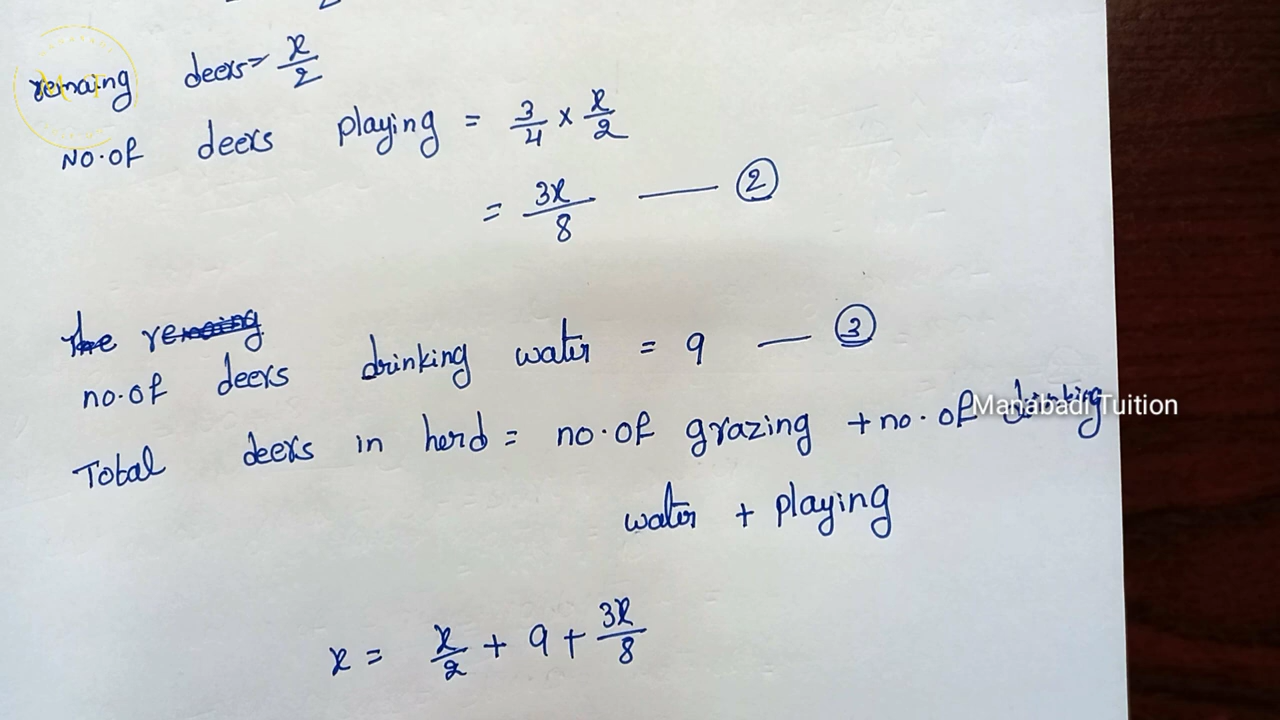 remaing deers= x/2
NO.of deers playing = 3/4 × x/2
= 3x/8 —— ②
The remaing
no.of deers drinking water = 9 — ③
Total deers in herd = no.of grazing + no.of drinking
Manabadi Tuition
water + playing
x = x/2 + 9 + 3x/8